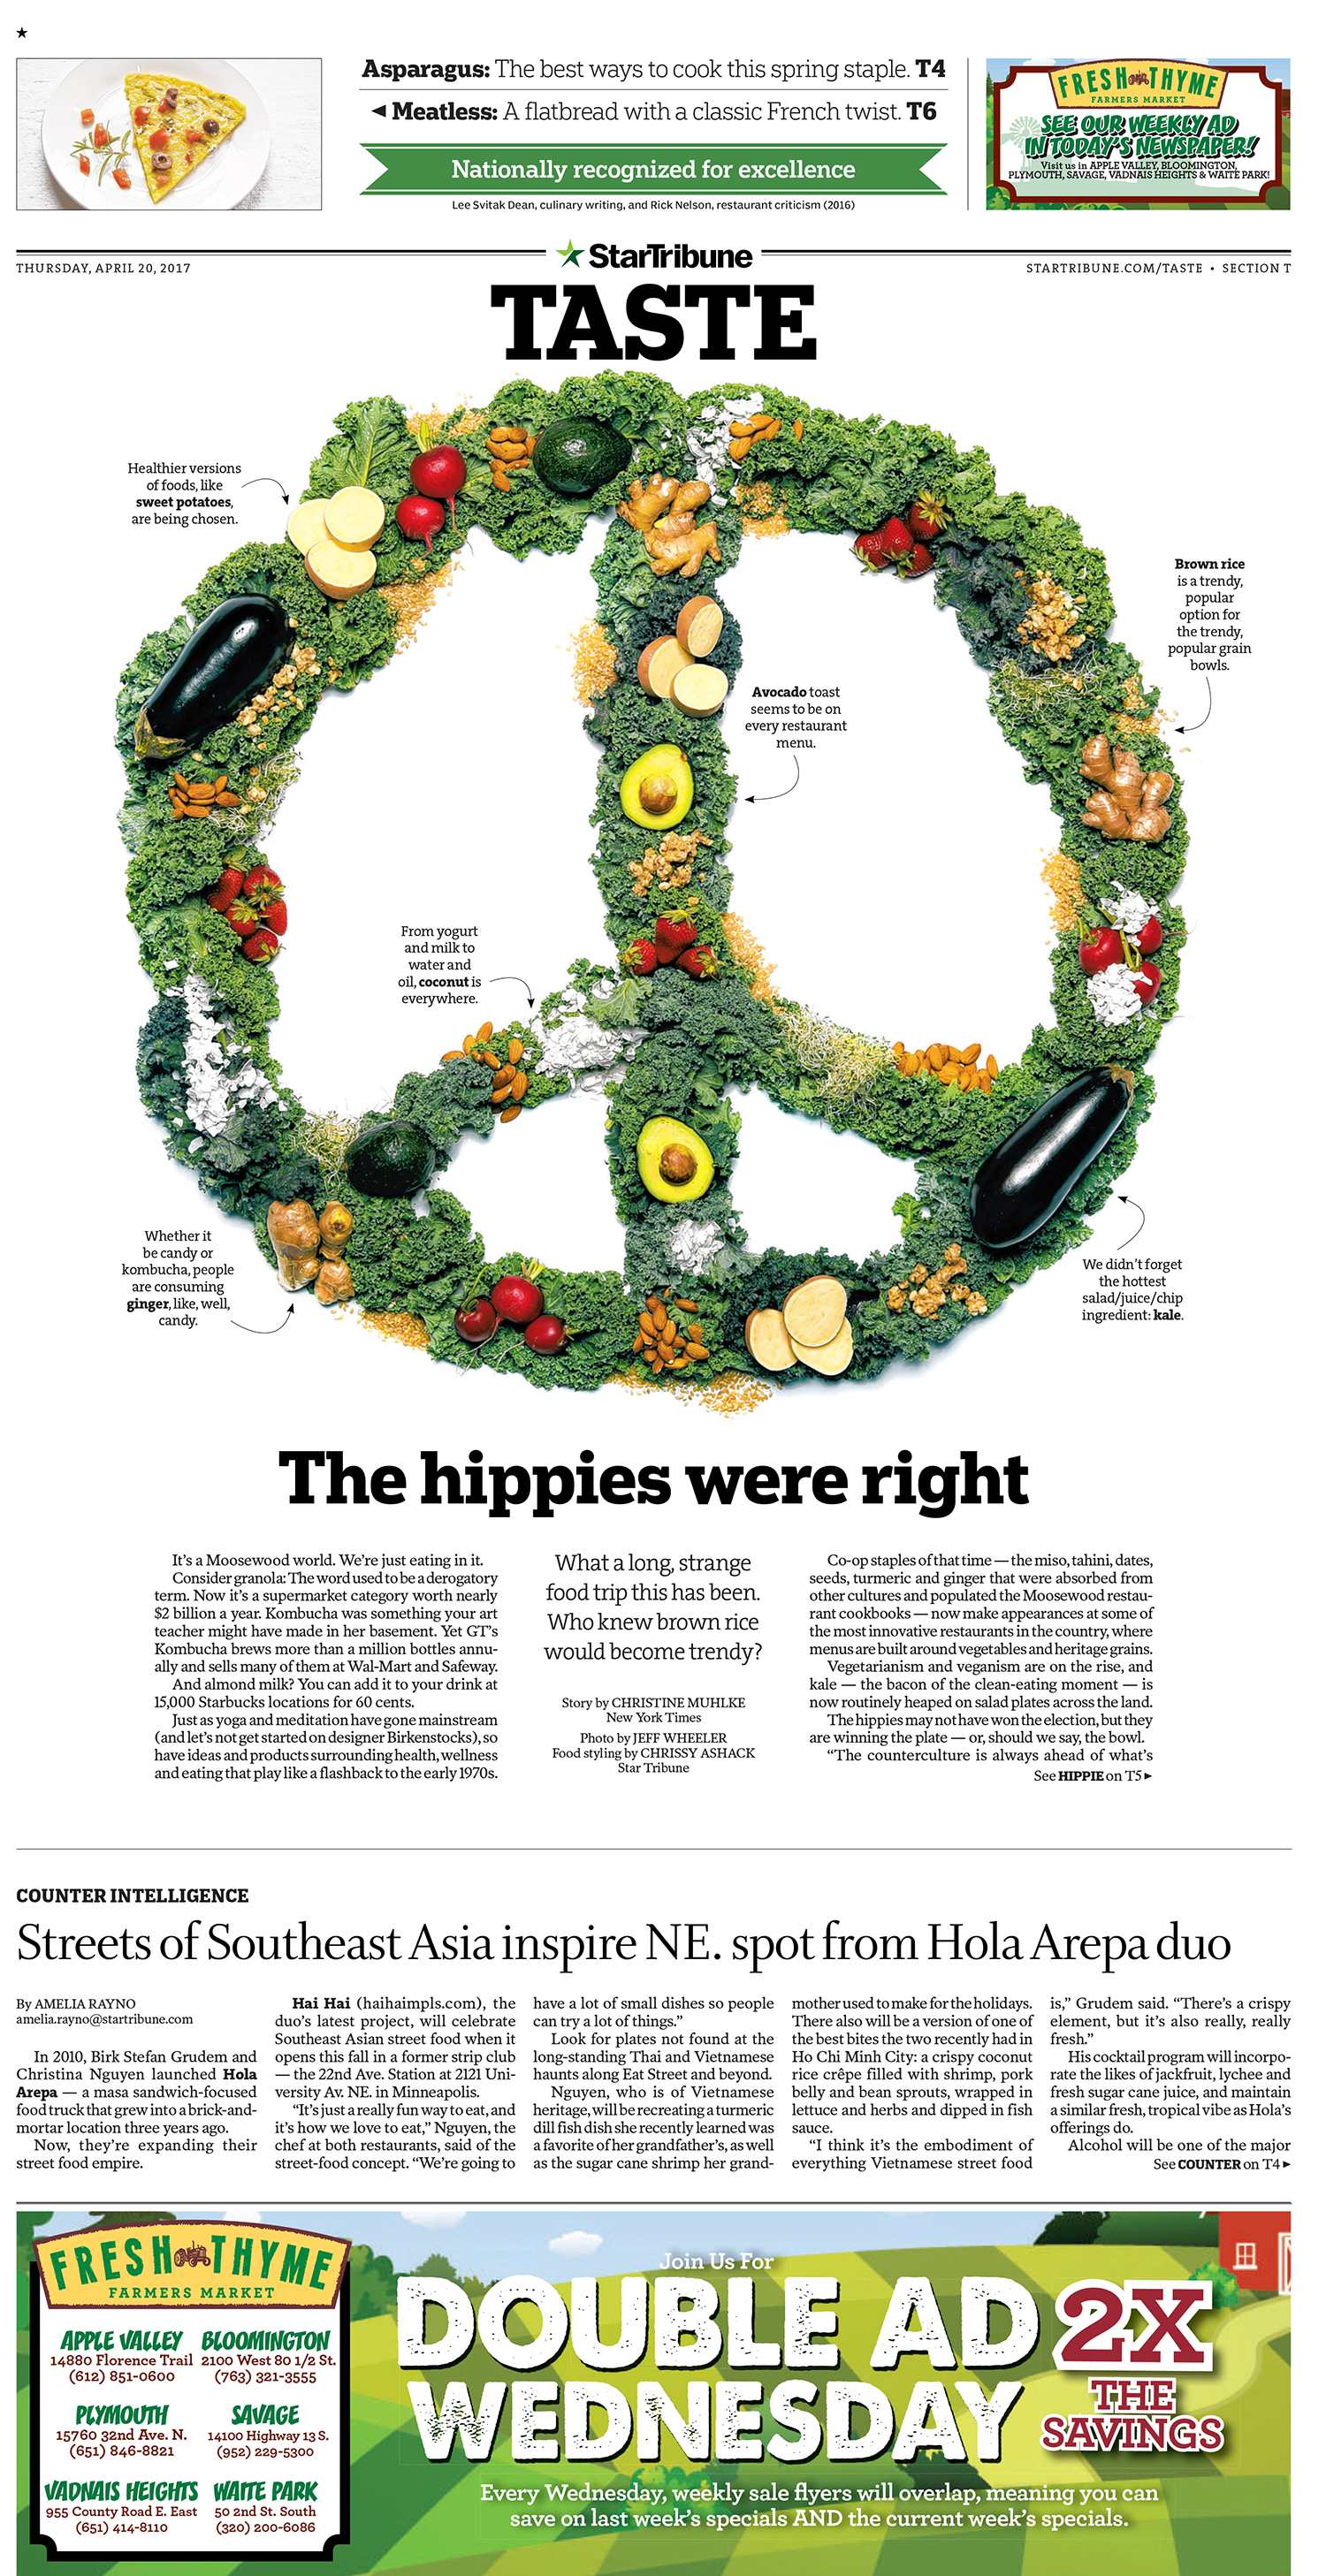 Asparagus: The best ways to cook this spring staple. T4
◄ Meatless: A flatbread with a classic French twist. T6
Nationally recognized for excellence
Lee Svitak Dean, culinary writing, and Rick Nelson, restaurant criticism (2016)
FRESH THYME
FARMERS MARKET
SEE OUR WEEKLY AD
IN TODAY'S NEWSPAPER!
Visit us in APPLE VALLEY, BLOOMINGTON,
PLYMOUTH, SAVAGE, VADNAIS HEIGHTS & WAITE PARK!
StarTribune
THURSDAY, APRIL 20, 2017
STARTRIBUNE.COM/TASTE • SECTION T
TASTE
Healthier versions
of foods, like
sweet potatoes,
are being chosen.
Brown rice
is a trendy,
popular
option for
the trendy,
popular grain
bowls.
Avocado toast
seems to be on
every restaurant
menu.
From yogurt
and milk to
water and
oil, coconut is
everywhere.
Whether it
be candy or
kombucha, people
are consuming
ginger, like, well,
candy.
We didn't forget
the hottest
salad/juice/chip
ingredient: kale.
The hippies were right
It's a Moosewood world. We're just eating in it.
Consider granola: The word used to be a derogatory
term. Now it's a supermarket category worth nearly
$2 billion a year. Kombucha was something your art
teacher might have made in her basement. Yet GT's
Kombucha brews more than a million bottles annu-
ally and sells many of them at Wal-Mart and Safeway.
And almond milk? You can add it to your drink at
15,000 Starbucks locations for 60 cents.
Just as yoga and meditation have gone mainstream
(and let's not get started on designer Birkenstocks), so
have ideas and products surrounding health, wellness
and eating that play like a flashback to the early 1970s.
What a long, strange
food trip this has been.
Who knew brown rice
would become trendy?
Story by CHRISTINE MUHLKE
New York Times
Photo by JEFF WHEELER
Food styling by CHRISSY ASHACK
Star Tribune
Co-op staples of that time — the miso, tahini, dates,
seeds, turmeric and ginger that were absorbed from
other cultures and populated the Moosewood restau-
rant cookbooks — now make appearances at some of
the most innovative restaurants in the country, where
menus are built around vegetables and heritage grains.
Vegetarianism and veganism are on the rise, and
kale — the bacon of the clean-eating moment — is
now routinely heaped on salad plates across the land.
The hippies may not have won the election, but they
are winning the plate — or, should we say, the bowl.
"The counterculture is always ahead of what's
See HIPPIE on T5 ►
COUNTER INTELLIGENCE
Streets of Southeast Asia inspire NE. spot from Hola Arepa duo
By AMELIA RAYNO
amelia.rayno@startribune.com
In 2010, Birk Stefan Grudem and
Christina Nguyen launched Hola
Arepa — a masa sandwich-focused
food truck that grew into a brick-and-
mortar location three years ago.
Now, they're expanding their
street food empire.
Hai Hai (haihaimpls.com), the
duo's latest project, will celebrate
Southeast Asian street food when it
opens this fall in a former strip club
— the 22nd Ave. Station at 2121 Uni-
versity Av. NE. in Minneapolis.
"It's just a really fun way to eat, and
it's how we love to eat," Nguyen, the
chef at both restaurants, said of the
street-food concept. "We're going to
have a lot of small dishes so people
can try a lot of things."
Look for plates not found at the
long-standing Thai and Vietnamese
haunts along Eat Street and beyond.
Nguyen, who is of Vietnamese
heritage, will be recreating a turmeric
dill fish dish she recently learned was
a favorite of her grandfather's, as well
as the sugar cane shrimp her grand-
mother used to make for the holidays.
There also will be a version of one of
the best bites the two recently had in
Ho Chi Minh City: a crispy coconut
rice crêpe filled with shrimp, pork
belly and bean sprouts, wrapped in
lettuce and herbs and dipped in fish
sauce.
"I think it's the embodiment of
everything Vietnamese street food
is," Grudem said. "There's a crispy
element, but it's also really, really
fresh."
His cocktail program will incorpo-
rate the likes of jackfruit, lychee and
fresh sugar cane juice, and maintain
a similar fresh, tropical vibe as Hola's
offerings do.
Alcohol will be one of the major
See COUNTER on T4 ►
FRESH THYME
FARMERS MARKET
APPLE VALLEY
14880 Florence Trail
(612) 851-0600
BLOOMINGTON
2100 West 80 1/2 St.
(763) 321-3555
PLYMOUTH
15760 32nd Ave. N.
(651) 846-8821
SAVAGE
14100 Highway 13 S.
(952) 229-5300
VADNAIS HEIGHTS
955 County Road E. East
(651) 414-8110
WAITE PARK
50 2nd St. South
(320) 200-6086
Join Us For
DOUBLE AD
WEDNESDAY
2X
THE
SAVINGS
Every Wednesday, weekly sale flyers will overlap, meaning you can
save on last week's specials AND the current week's specials.